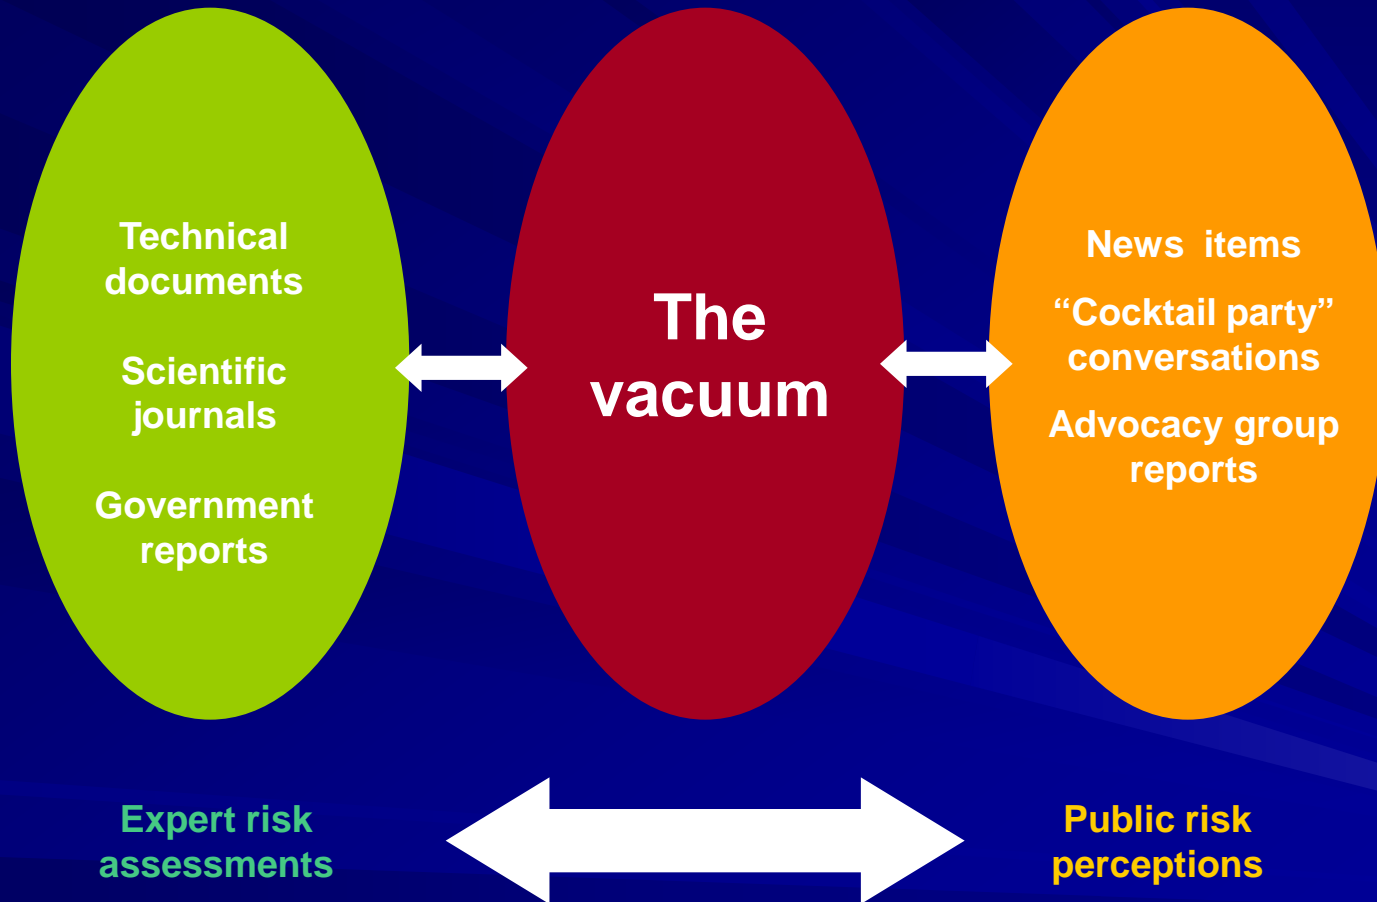 Technical
documents
Scientific
journals
Government
reports
The
vacuum
News items
“Cocktail party”
conversations
Advocacy group
reports
Expert risk
assessments
Public risk
perceptions